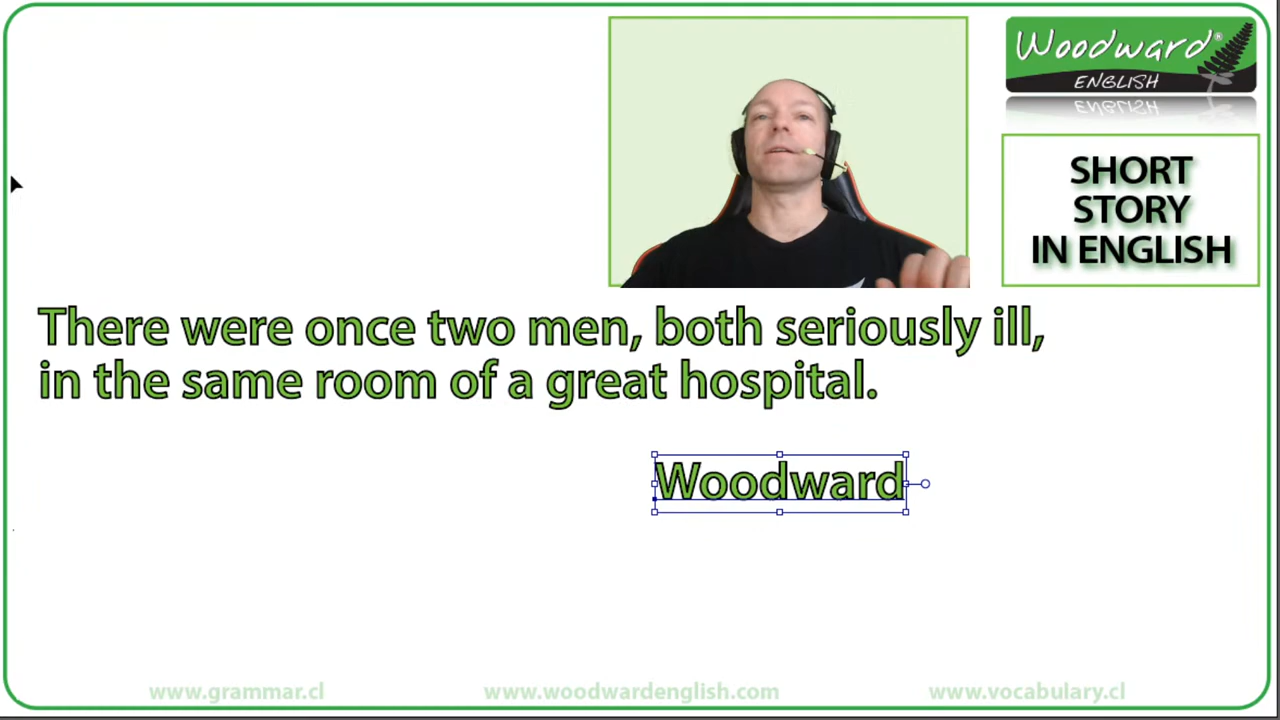 Woodward®
ENGLISH
SHORT
STORY
IN ENGLISH
There were once two men, both seriously ill,
in the same room of a great hospital.
Woodward
www.grammar.cl
www.woodwardenglish.com
www.vocabulary.cl